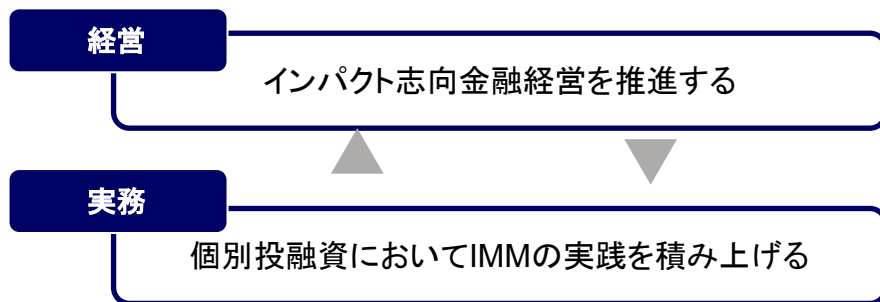 経営
インパクト志向金融経営を推進する
実務
個別投融資においてIMMの実践を積み上げる